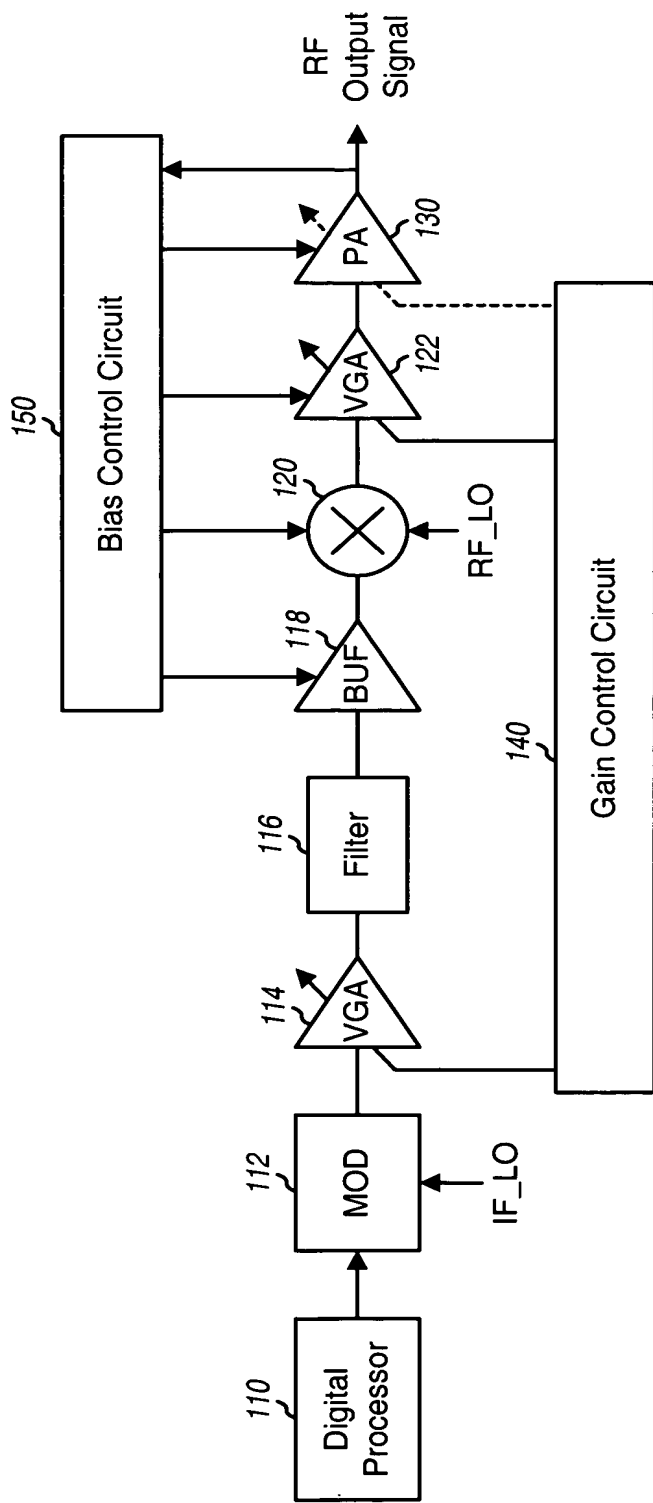 150
Bias Control Circuit
110
Digital
Processor
112
MOD
IF_LO
114
VGA
116
Filter
118
BUF
120
RF_LO
122
VGA
130
PA
RF
Output
Signal
140
Gain Control Circuit